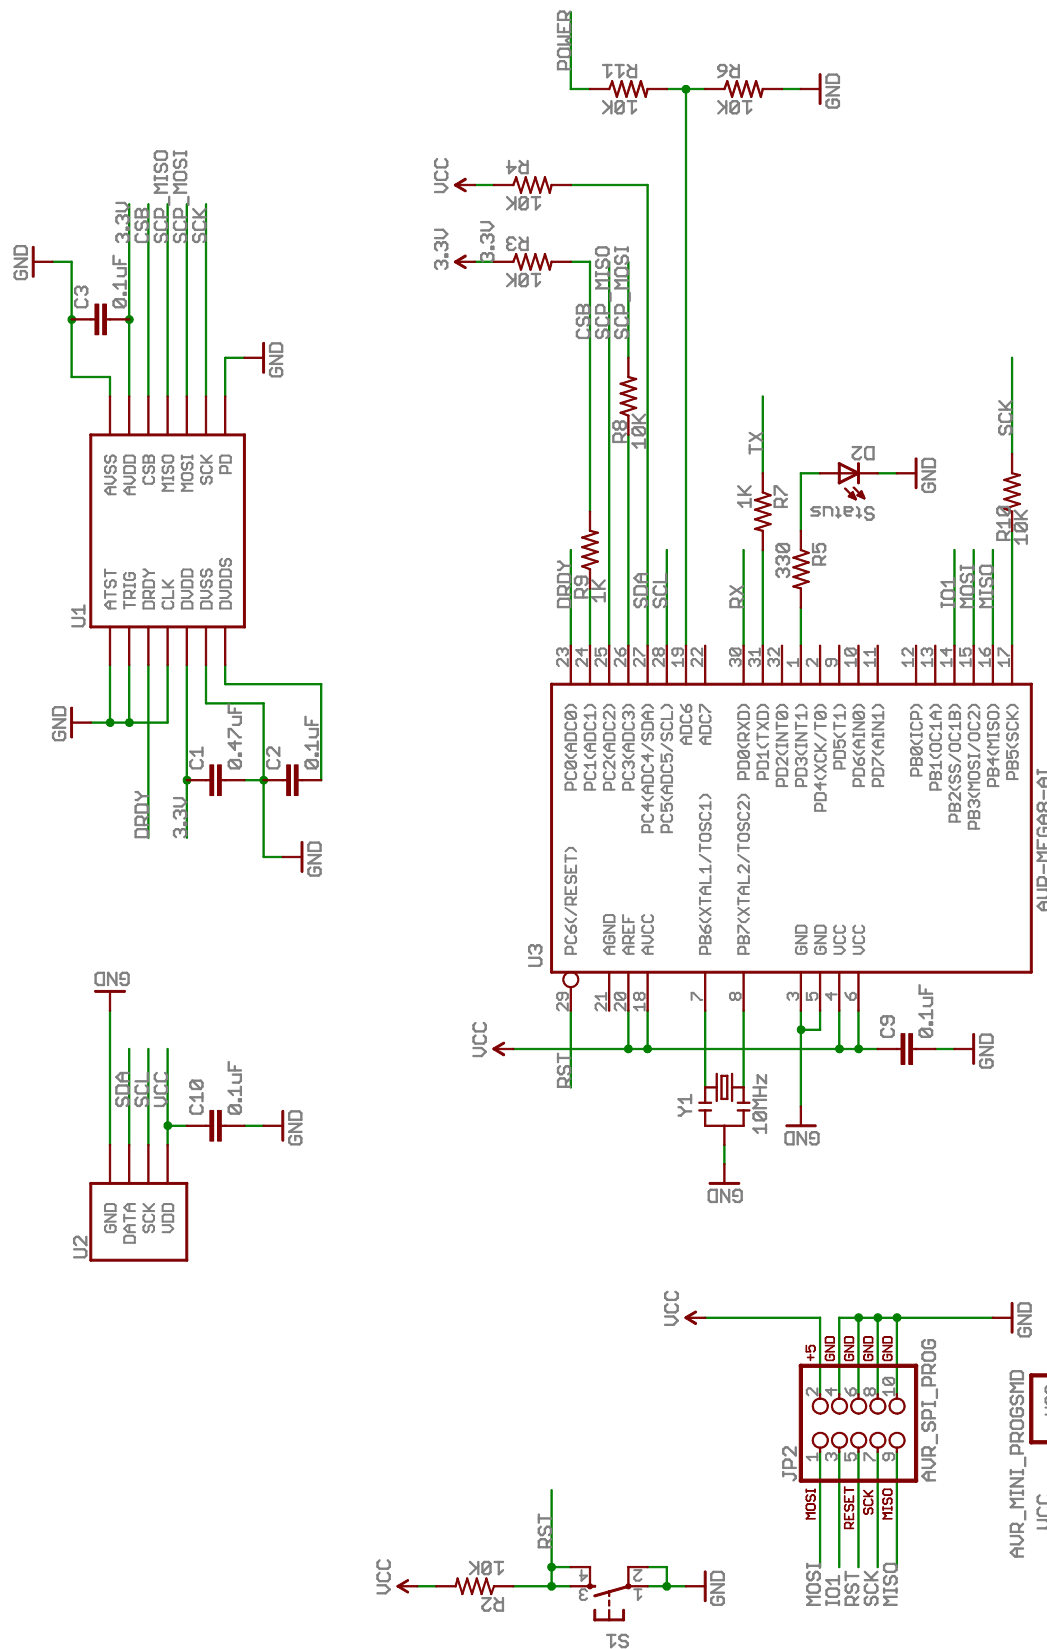 GND
C3
0.1uF
3.3V
CSB
SCP_MISO
SCP_MOSI
SCK
GND
AVSS
AVDD
CSB
MISO
MOSI
SCK
PD
U1
ATST
TRIG
DRDY
CLK
DVDD
DVSS
DVDDS
GND
DRDY
3.3V
C1
0.47uF
C2
0.1uF
GND
GND
SDA
SCL
VCC
C10
0.1uF
GND
U2
GND
DATA
SCK
VDD
POWER
R11
10K
R6
10K
GND
VCC
R4
10K
3.3V
3.3V
R3
10K
CSB
SCP_MISO
SCP_MOSI
R8
10K
DRDY
R9
1K
SDA
SCL
TX
1K
R7
RX
330
R5
D2
Status
GND
SCK
R10
10K
IO1
MOSI
MISO
23
24
25
26
27
28
19
22
30
31
32
1
2
9
10
11
12
13
14
15
16
17
PC0(ADC0)
PC1(ADC1)
PC2(ADC2)
PC3(ADC3)
PC4(ADC4/SDA)
PC5(ADC5/SCL)
ADC6
ADC7
PD0(RXD)
PD1(TXD)
PD2(INT0)
PD3(INT1)
PD4(XCK/T0)
PD5(T1)
PD6(AIN0)
PD7(AIN1)
PB0(ICP)
PB1(OC1A)
PB2(SS/OC1B)
PB3(MOSI/OC2)
PB4(MISO)
PB5(SCK)
AVR-MEGA8-AI
U3
PC6(/RESET)
AGND
AREF
AVCC
PB6(XTAL1/TOSC1)
PB7(XTAL2/TOSC2)
GND
GND
VCC
VCC
29
21
20
18
7
8
3
5
4
6
VCC
RST
C9
0.1uF
GND
Y1
10MHz
GND
GND
VCC
+5
GND
GND
GND
GND
GND
JP2
2
4
6
8
10
1
3
5
7
9
AVR_SPI_PROG
MOSI
RESET
SCK
MISO
MOSI
IO1
RST
SCK
MISO
AVR_MINI_PROGSMD
VCC
VCC
R2
10K
RST
4
3
2
1
S1
GND